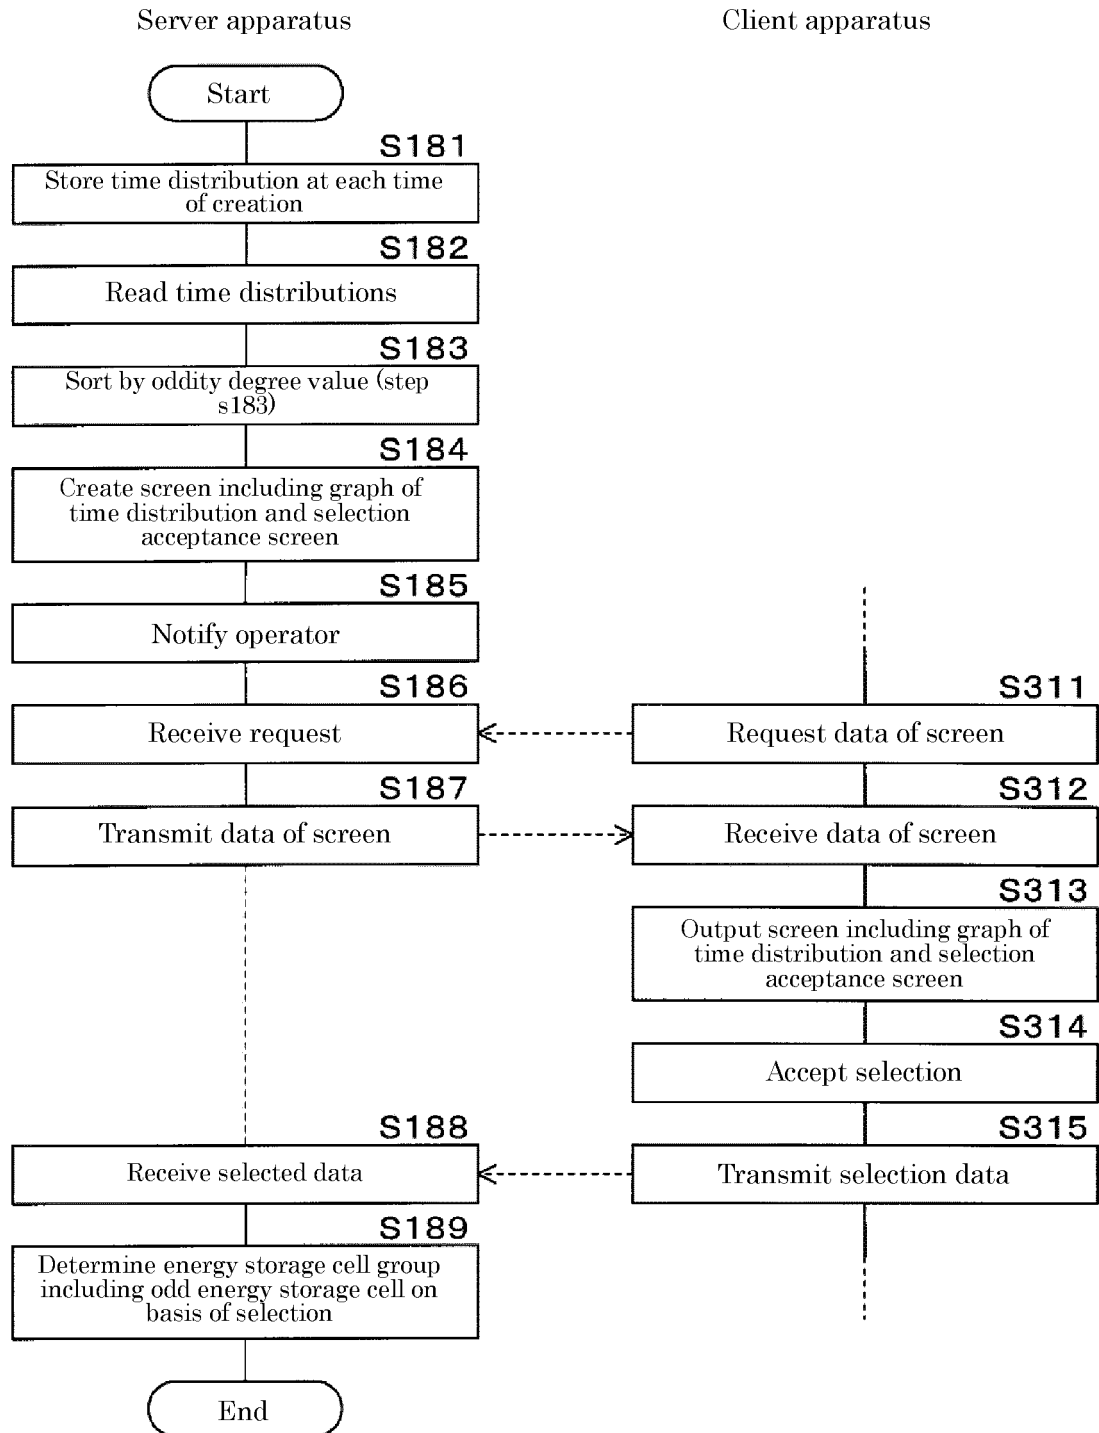 Server apparatus
Client apparatus
Start
S181
Store time distribution at each time
of creation
S182
Read time distributions
S183
Sort by oddity degree value (step
s183)
S184
Create screen including graph of
time distribution and selection
acceptance screen
S185
Notify operator
S186
Receive request
S311
Request data of screen
S187
Transmit data of screen
S312
Receive data of screen
S313
Output screen including graph of
time distribution and selection
acceptance screen
S314
Accept selection
S188
Receive selected data
S315
Transmit selection data
S189
Determine energy storage cell group
including odd energy storage cell on
basis of selection
End